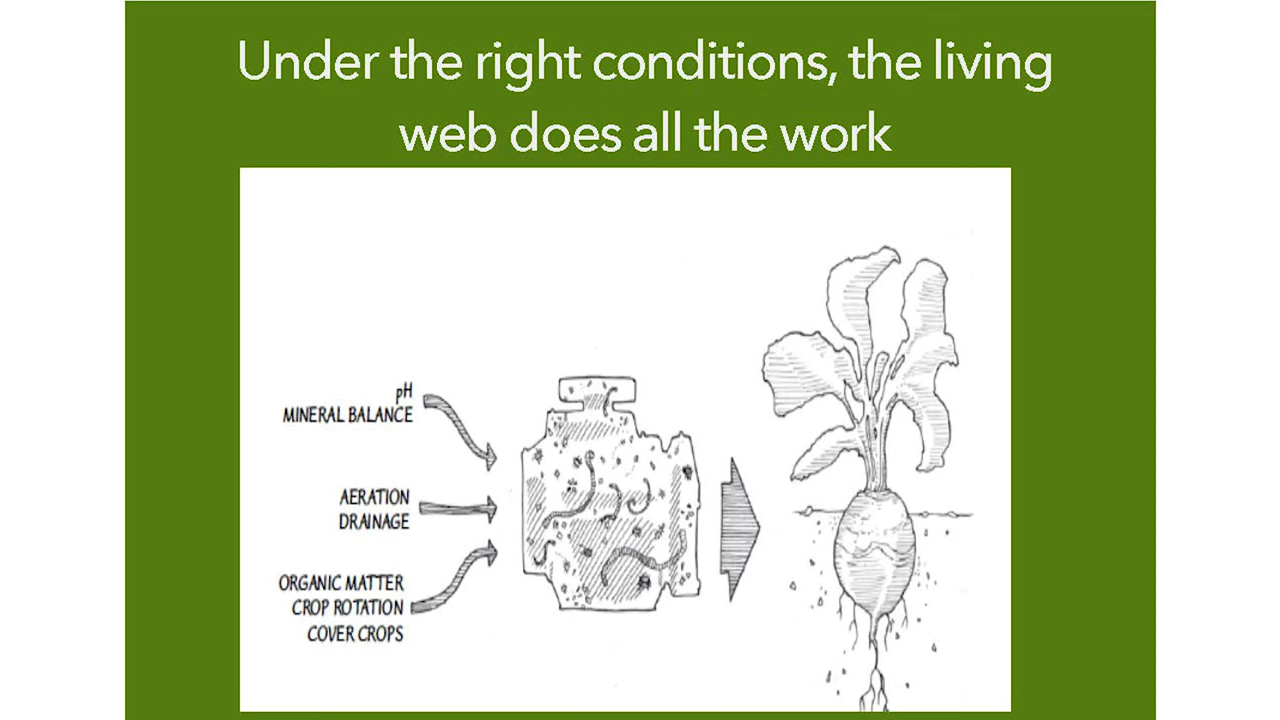 Under the right conditions, the living
web does all the work
pH
MINERAL BALANCE
AERATION
DRAINAGE
ORGANIC MATTER
CROP ROTATION
COVER CROPS